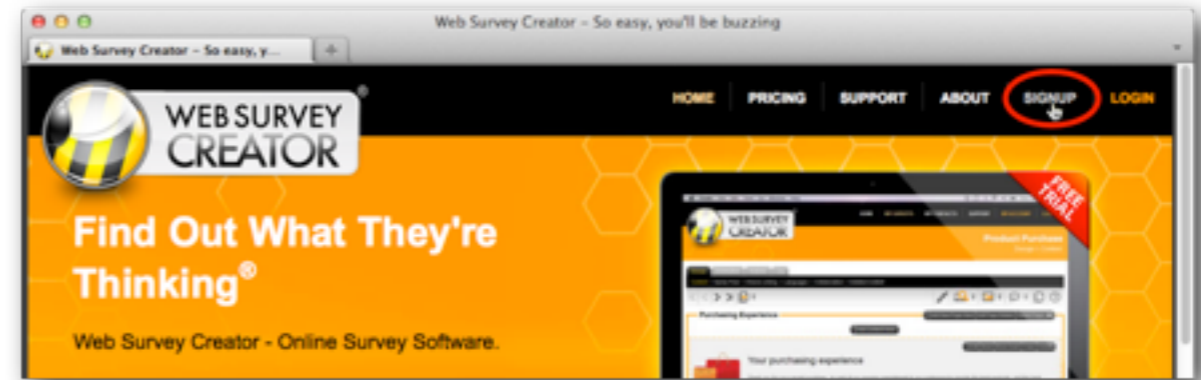 Web Survey Creator – So easy, you'll be buzzing
Web Survey Creator – So easy, y...
WEB SURVEY
CREATOR®
HOME PRICING SUPPORT ABOUT SIGNUP LOGIN
Find Out What They're
Thinking®
Web Survey Creator - Online Survey Software.
FREE
TRIAL
WEB SURVEY
CREATOR
Product Purchase
Purchasing Experience
Your purchasing experience